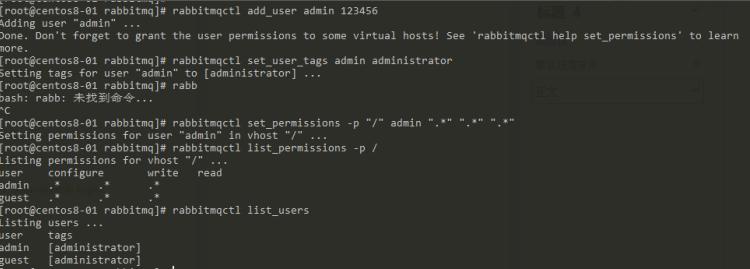 [root@centos8-01 rabbitmq]# rabbitmqctl add_user admin 123456
Adding user "admin" ...
Done. Don't forget to grant the user permissions to some virtual hosts! See 'rabbitmqctl help set_permissions' to learn
more.
[root@centos8-01 rabbitmq]# rabbitmqctl set_user_tags admin administrator
Setting tags for user "admin" to [administrator] ...
[root@centos8-01 rabbitmq]# rabb
bash: rabb: 未找到命令...
^C
[root@centos8-01 rabbitmq]# rabbitmqctl set_permissions -p "/" admin ".*" ".*" ".*"
Setting permissions for user "admin" in vhost "/" ...
[root@centos8-01 rabbitmq]# rabbitmqctl list_permissions -p /
Listing permissions for vhost "/" ...
user configure write read
admin .* .* .*
guest .* .* .*
[root@centos8-01 rabbitmq]# rabbitmqctl list_users
Listing users ...
user tags
admin [administrator]
guest [administrator]